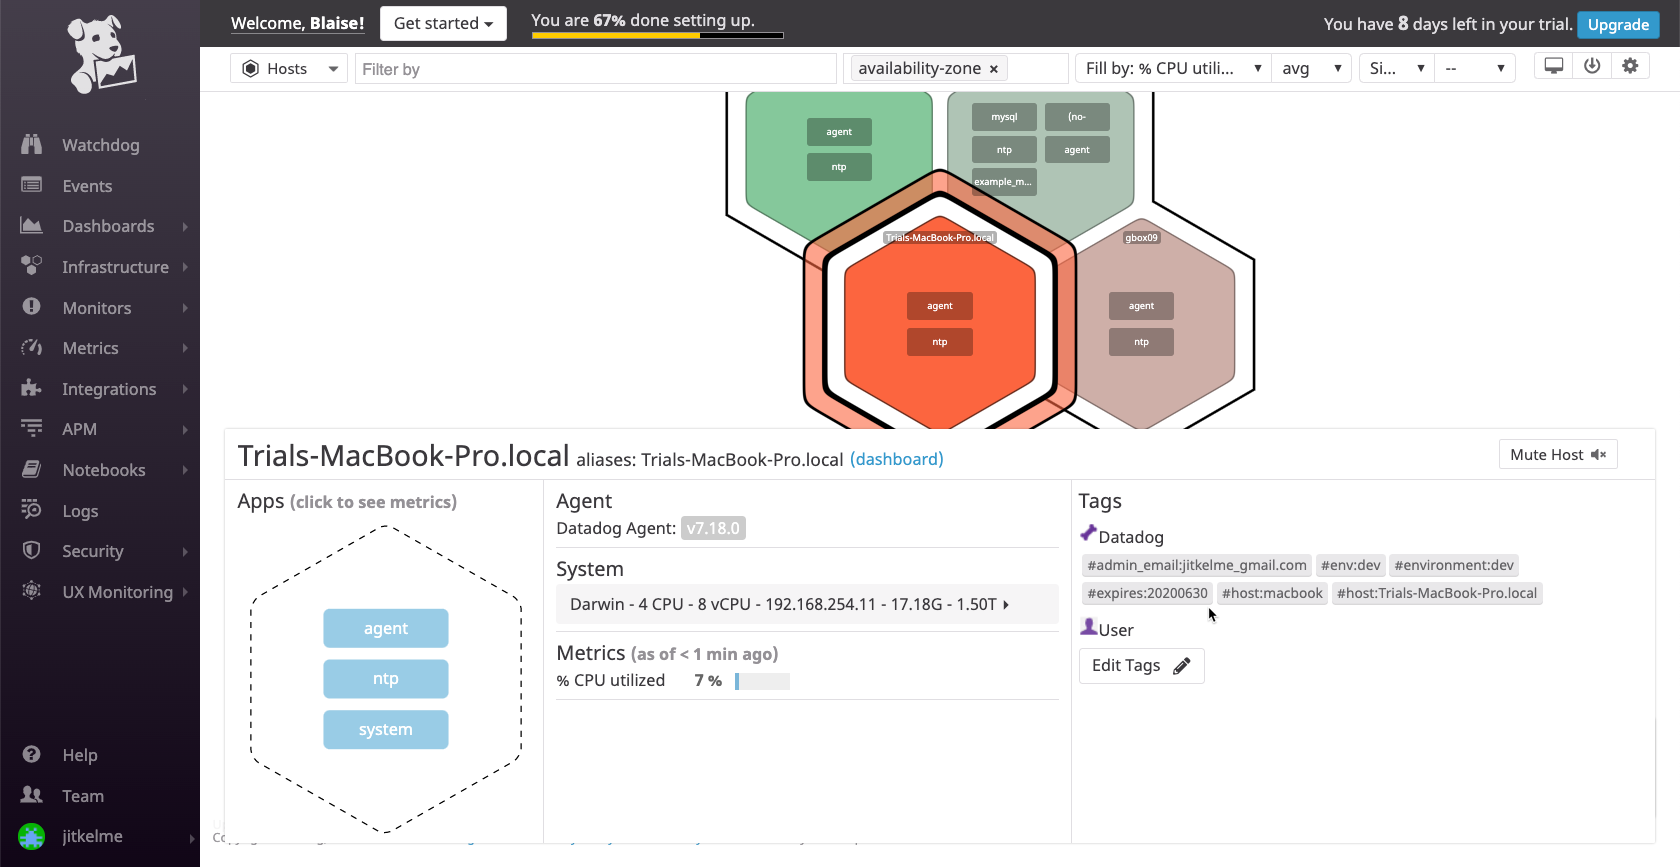 Welcome, Blaise!
Get started
You are 67% done setting up.
You have 8 days left in your trial.
Upgrade
Hosts
Filter by
availability-zone ×
Fill by: % CPU utili...
avg
Si...
--
Watchdog
Events
Dashboards
Infrastructure
Monitors
Metrics
Integrations
APM
Notebooks
Logs
Security
UX Monitoring
Help
Team
jitkelme
agent
ntp
mysql
(no-
ntp
agent
example_m...
Trials-MacBook-Pro.local
agent
ntp
gbox09
agent
ntp
Trials-MacBook-Pro.local aliases: Trials-MacBook-Pro.local (dashboard)
Mute Host
Apps (click to see metrics)
agent
ntp
system
Agent
Datadog Agent: v7.18.0
System
Darwin - 4 CPU - 8 vCPU - 192.168.254.11 - 17.18G - 1.50T
Metrics (as of < 1 min ago)
% CPU utilized 7 %
Tags
Datadog
#admin_email:jitkelme_gmail.com #env:dev #environment:dev
#expires:20200630 #host:macbook #host:Trials-MacBook-Pro.local
User
Edit Tags